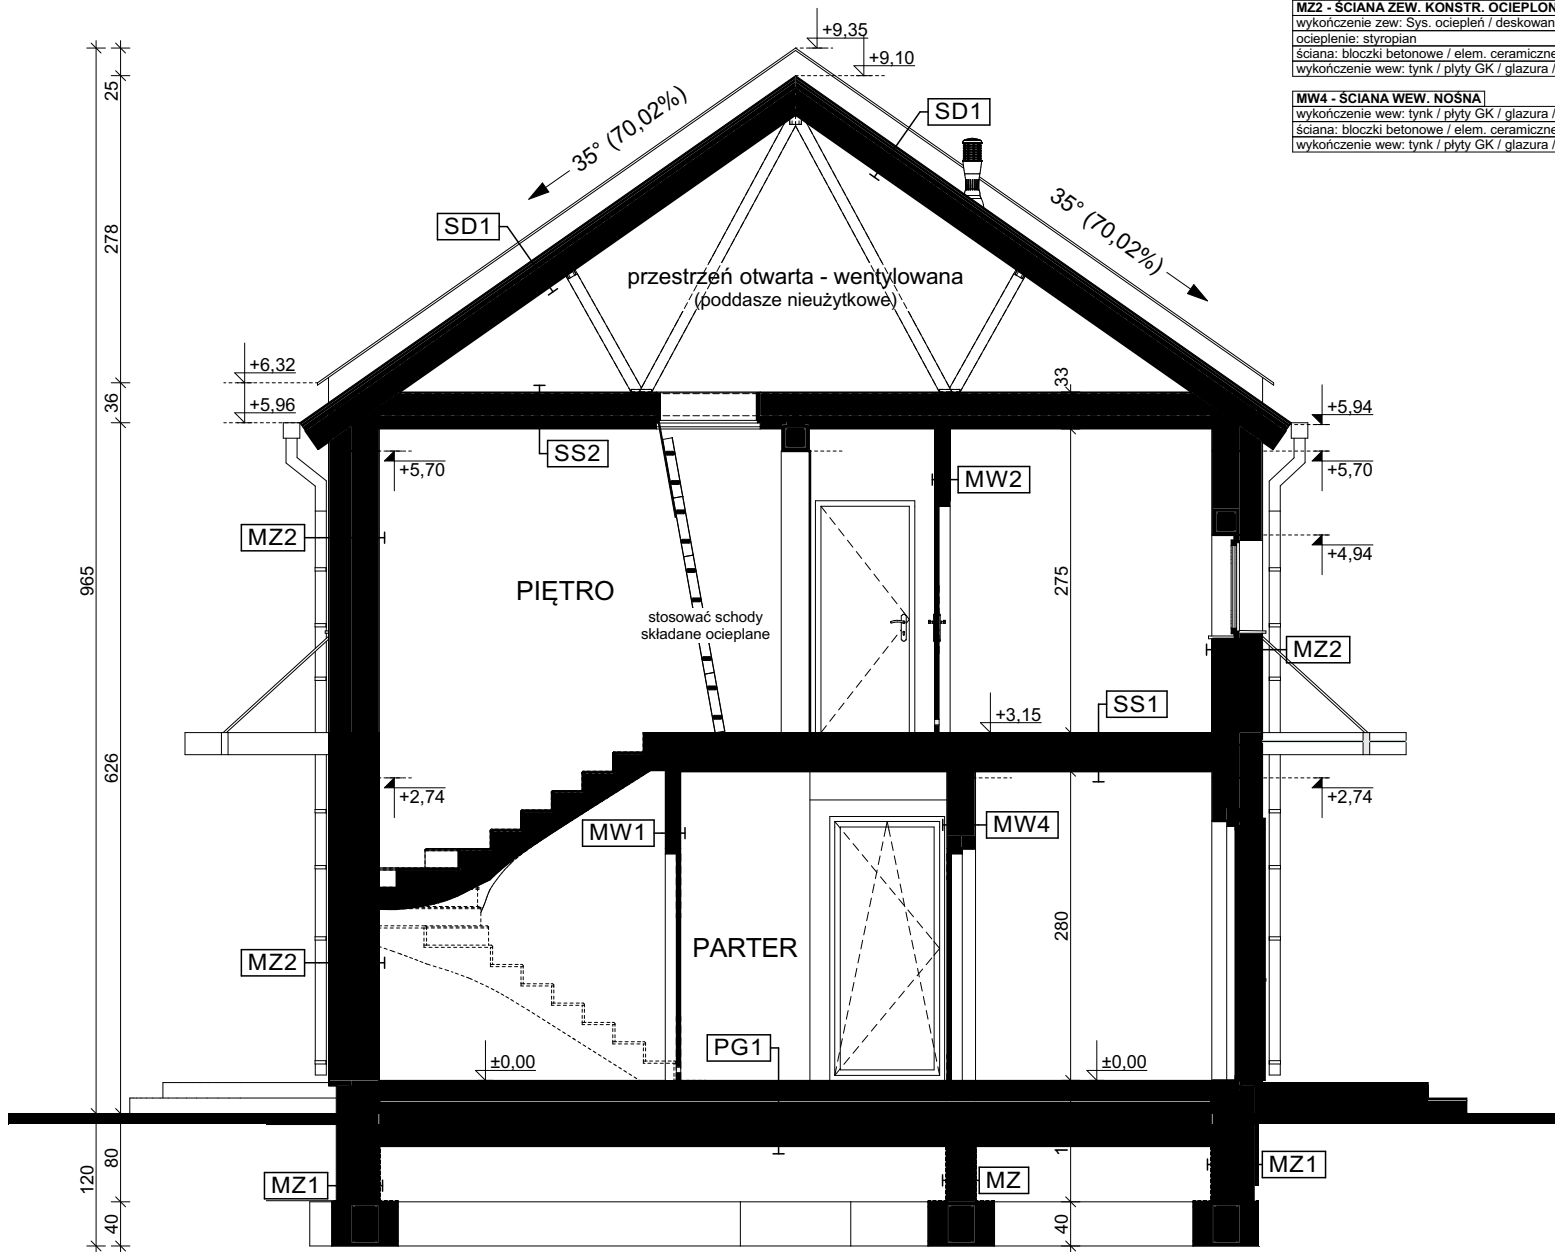 MZ2 - ŚCIANA ZEW. KONSTR. OCIEPLON
wykończenie zew: Sys. ociepleń / deskowan
ocieplenie: styropian
ściana: bloczki betonowe / elem. ceramiczne
wykończenie wew: tynk / płyty GK / glazura /
MW4 - ŚCIANA WEW. NOŚNA
wykończenie wew: tynk / płyty GK / glazura /
ściana: bloczki betonowe / elem. ceramiczne
wykończenie wew: tynk / płyty GK / glazura /
+9,35
+9,10
25
35° (70,02%)
SD1
35° (70,02%)
SD1
278
przestrzeń otwarta - wentylowana
(poddasze nieużytkowe)
+6,32
33
36
+5,96
+5,94
SS2
+5,70
+5,70
MW2
MZ2
+4,94
965
PIĘTRO
275
stosować schody
składane ocieplane
MZ2
+3,15
SS1
626
+2,74
+2,74
MW1
MW4
280
PARTER
MZ2
PG1
±0,00
±0,00
120
80
1
MZ1
MZ
MZ1
40
40